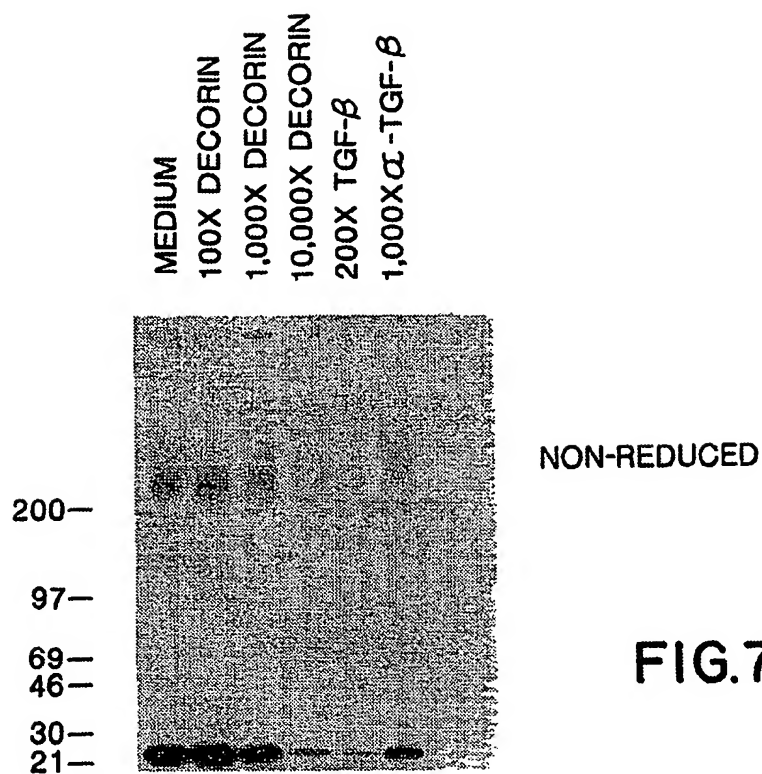 MEDIUM
100X DECORIN
1,000X DECORIN
10,000X DECORIN
200X TGF-β
1,000Xα-TGF-β
NON-REDUCED
200—
97—
69—
46—
30—
21—
FIG.7